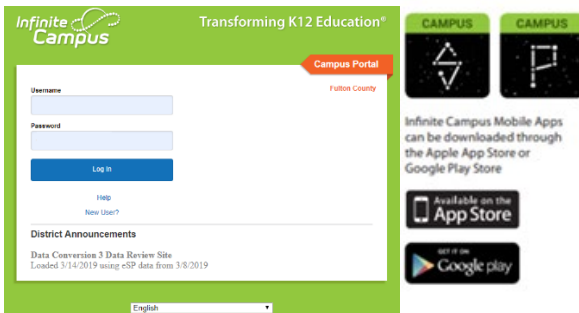 Infinite
Campus
Transforming K12 Education®
Campus Portal
Fulton County
Username
Password
Log In
Help
New User?
District Announcements
Data Conversion 3 Data Review Site
Loaded 3/14/2019 using eSP data from 3/8/2019
English
CAMPUS
CAMPUS
Infinite Campus Mobile Apps
can be downloaded through
the Apple App Store or
Google Play Store
Available on the
App Store
GET IT ON
Google play